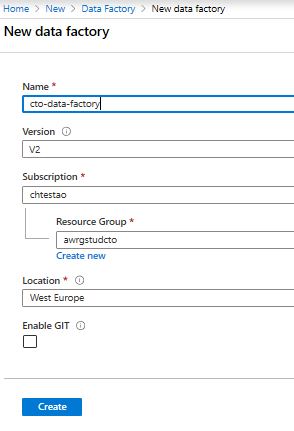 Home > New > Data Factory > New data factory
New data factory
Name *
cto-data-factory
Version
V2
Subscription *
chtestao
Resource Group *
awrgstudcto
Create new
Location *
West Europe
Enable GIT
Create